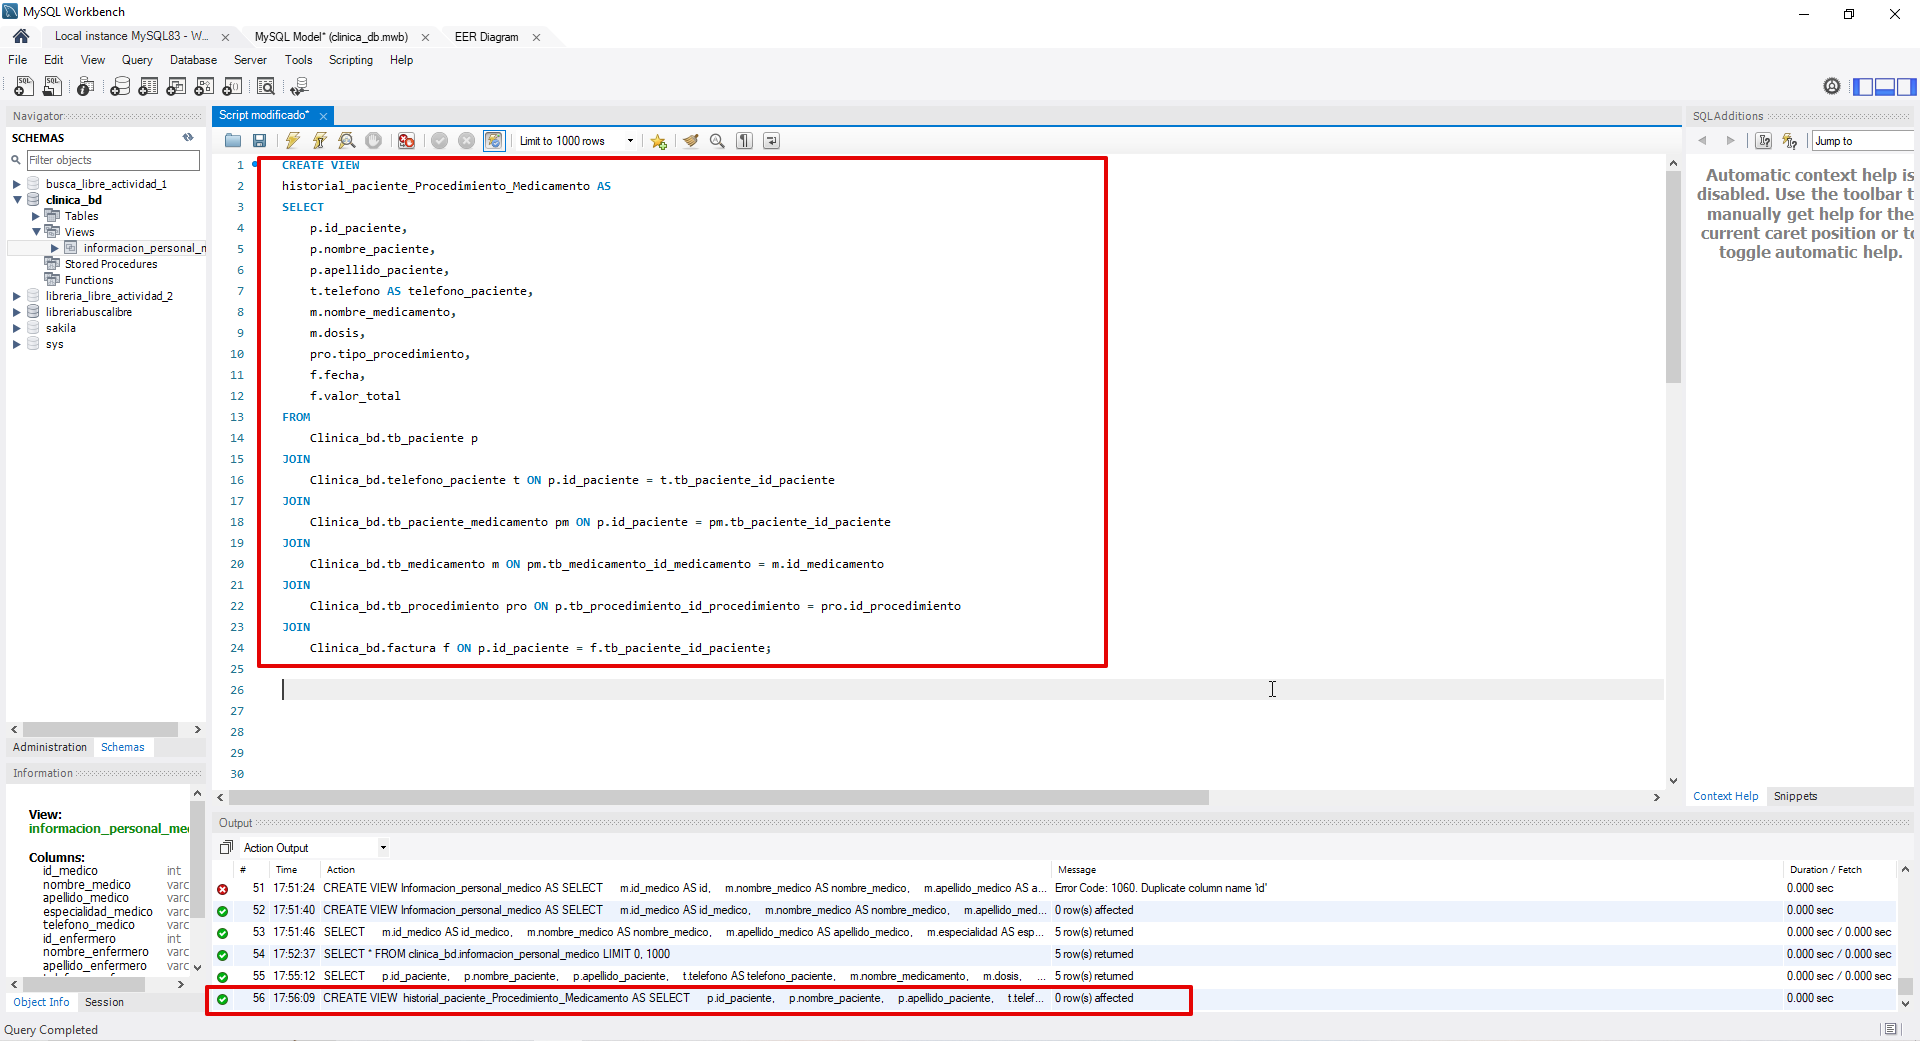 MySQL Workbench
Local instance MySQL83 - W...
MySQL Model* (clinica_db.mwb)
EER Diagram
File Edit View Query Database Server Tools Scripting Help
Navigator
SCHEMAS
Filter objects
busca_libre_actividad_1
clinica_bd
Tables
Views
informacion_personal_n
Stored Procedures
Functions
libreria_libre_actividad_2
libreriabuscalibre
sakila
sys
Administration Schemas
Information
View:
informacion_personal_me
Columns:
id_medico int
nombre_medico varc
apellido_medico varc
especialidad_medico varc
telefono_medico varc
id_enfermero int
nombre_enfermero varc
apellido_enfermero varc
Object Info Session
Query Completed
Script modificado*
Limit to 1000 rows
1 CREATE VIEW
2 historial_paciente_Procedimiento_Medicamento AS
3 SELECT
4 p.id_paciente,
5 p.nombre_paciente,
6 p.apellido_paciente,
7 t.telefono AS telefono_paciente,
8 m.nombre_medicamento,
9 m.dosis,
10 pro.tipo_procedimiento,
11 f.fecha,
12 f.valor_total
13 FROM
14 Clinica_bd.tb_paciente p
15 JOIN
16 Clinica_bd.telefono_paciente t ON p.id_paciente = t.tb_paciente_id_paciente
17 JOIN
18 Clinica_bd.tb_paciente_medicamento pm ON p.id_paciente = pm.tb_paciente_id_paciente
19 JOIN
20 Clinica_bd.tb_medicamento m ON pm.tb_medicamento_id_medicamento = m.id_medicamento
21 JOIN
22 Clinica_bd.tb_procedimiento pro ON p.tb_procedimiento_id_procedimiento = pro.id_procedimiento
23 JOIN
24 Clinica_bd.factura f ON p.id_paciente = f.tb_paciente_id_paciente;
25
26
27
28
29
30
SQLAdditions
Jump to
Automatic context help is
disabled. Use the toolbar t
manually get help for the
current caret position or to
toggle automatic help.
Context Help Snippets
Output
Action Output
# Time Action Message Duration / Fetch
51 17:51:24 CREATE VIEW Informacion_personal_medico AS SELECT m.id_medico AS id, m.nombre_medico AS nombre_medico, m.apellido_medico AS a... Error Code: 1060. Duplicate column name 'id' 0.000 sec
52 17:51:40 CREATE VIEW Informacion_personal_medico AS SELECT m.id_medico AS id_medico, m.nombre_medico AS nombre_medico, m.apellido_med... 0 row(s) affected 0.000 sec
53 17:51:46 SELECT m.id_medico AS id_medico, m.nombre_medico AS nombre_medico, m.apellido_medico AS apellido_medico, m.especialidad AS esp... 5 row(s) returned 0.000 sec / 0.000 sec
54 17:52:37 SELECT * FROM clinica_bd.informacion_personal_medico LIMIT 0, 1000 5 row(s) returned 0.000 sec / 0.000 sec
55 17:55:12 SELECT p.id_paciente, p.nombre_paciente, p.apellido_paciente, t.telefono AS telefono_paciente, m.nombre_medicamento, m.dosis, ... 5 row(s) returned 0.000 sec / 0.000 sec
56 17:56:09 CREATE VIEW historial_paciente_Procedimiento_Medicamento AS SELECT p.id_paciente, p.nombre_paciente, p.apellido_paciente, t.telef... 0 row(s) affected 0.000 sec